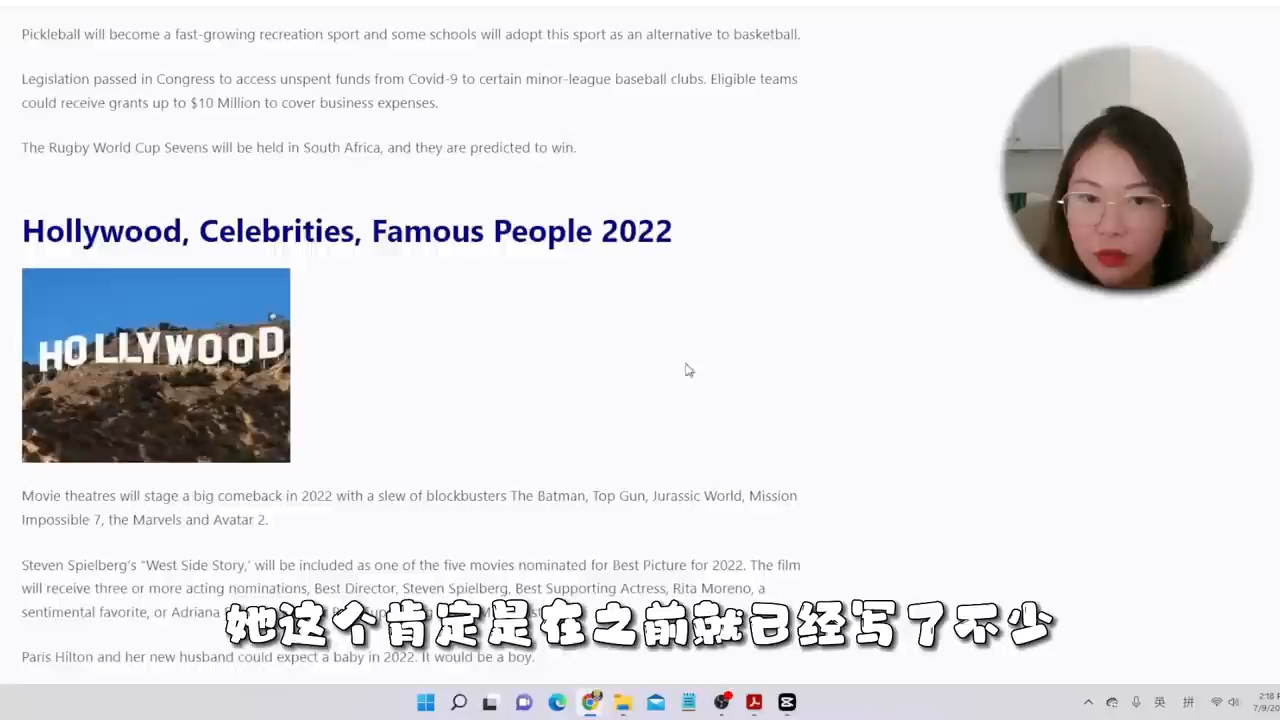 Pickleball will become a fast-growing recreation sport and some schools will adopt this sport as an alternative to basketball.
Legislation passed in Congress to access unspent funds from Covid-9 to certain minor-league baseball clubs. Eligible teams
could receive grants up to $10 Million to cover business expenses.
The Rugby World Cup Sevens will be held in South Africa, and they are predicted to win.
Hollywood, Celebrities, Famous People 2022
HOLLYWOOD
Movie theatres will stage a big comeback in 2022 with a slew of blockbusters The Batman, Top Gun, Jurassic World, Mission
Impossible 7, the Marvels and Avatar 2.
Steven Spielberg's "West Side Story,' will be included as one of the five movies nominated for Best Picture for 2022. The film
will receive three or more acting nominations, Best Director, Steven Spielberg, Best Supporting Actress, Rita Moreno, a
sentimental favorite, or Adriana
她这个肯定是在之前就已经写了不少
Paris Hilton and her new husband could expect a baby in 2022. It would be a boy.
英
拼
2:18
7/9/20